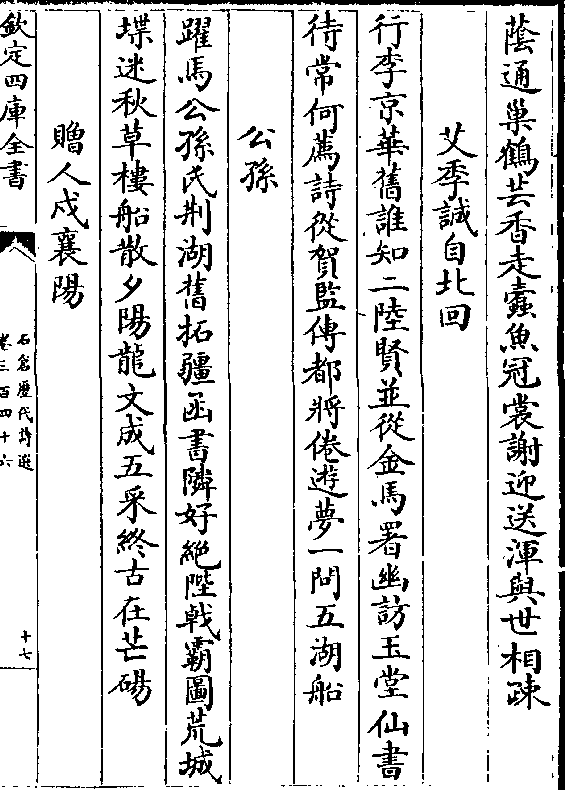 蔭通巢鶴芸香走蠹魚冠裳謝迎送渾與世相疎
艾季誠自北回
行李京華舊誰知二陸賢並從金馬署幽訪玉堂仙書
待常何薦詩從賀監傳都將倦遊夢一問五湖船
公孫
躍馬公孫氏荆湖舊拓疆函書隣好絶陛㦸霸圖荒城
堞迷秋草樓船散夕陽龍文成五采終古在芒碭
贈人戍襄陽
欽定四庫全書
石倉歷代詩選
卷三百四十六
十七